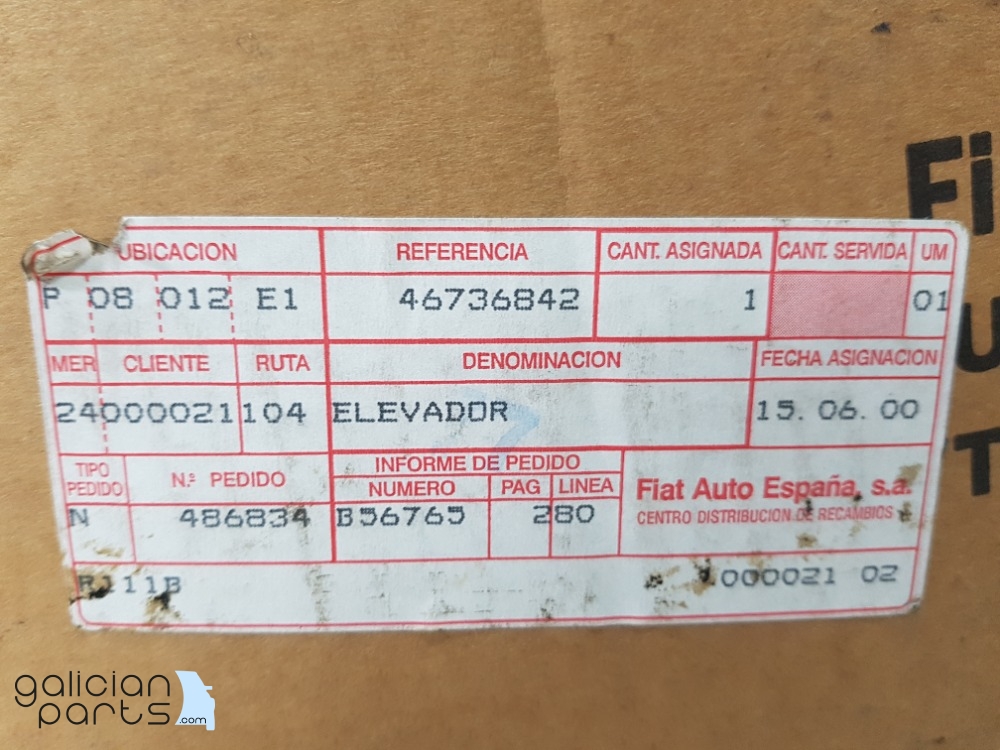 Fi
UBICACION REFERENCIA CANT. ASIGNADA CANT. SERVIDA UM
P 08 012 E1 46736842 1 01
MER CLIENTE RUTA DENOMINACION FECHA ASIGNACION
24000021104 ELEVADOR 15. 06. 00
TIPO PEDIDO N.º PEDIDO INFORME DE PEDIDO
NUMERO PAG LINEA
Fiat Auto España, s.a.
CENTRO DISTRIBUCION DE RECAMBIOS
N 486834 B56765 280
000021 02
galician
parts.com